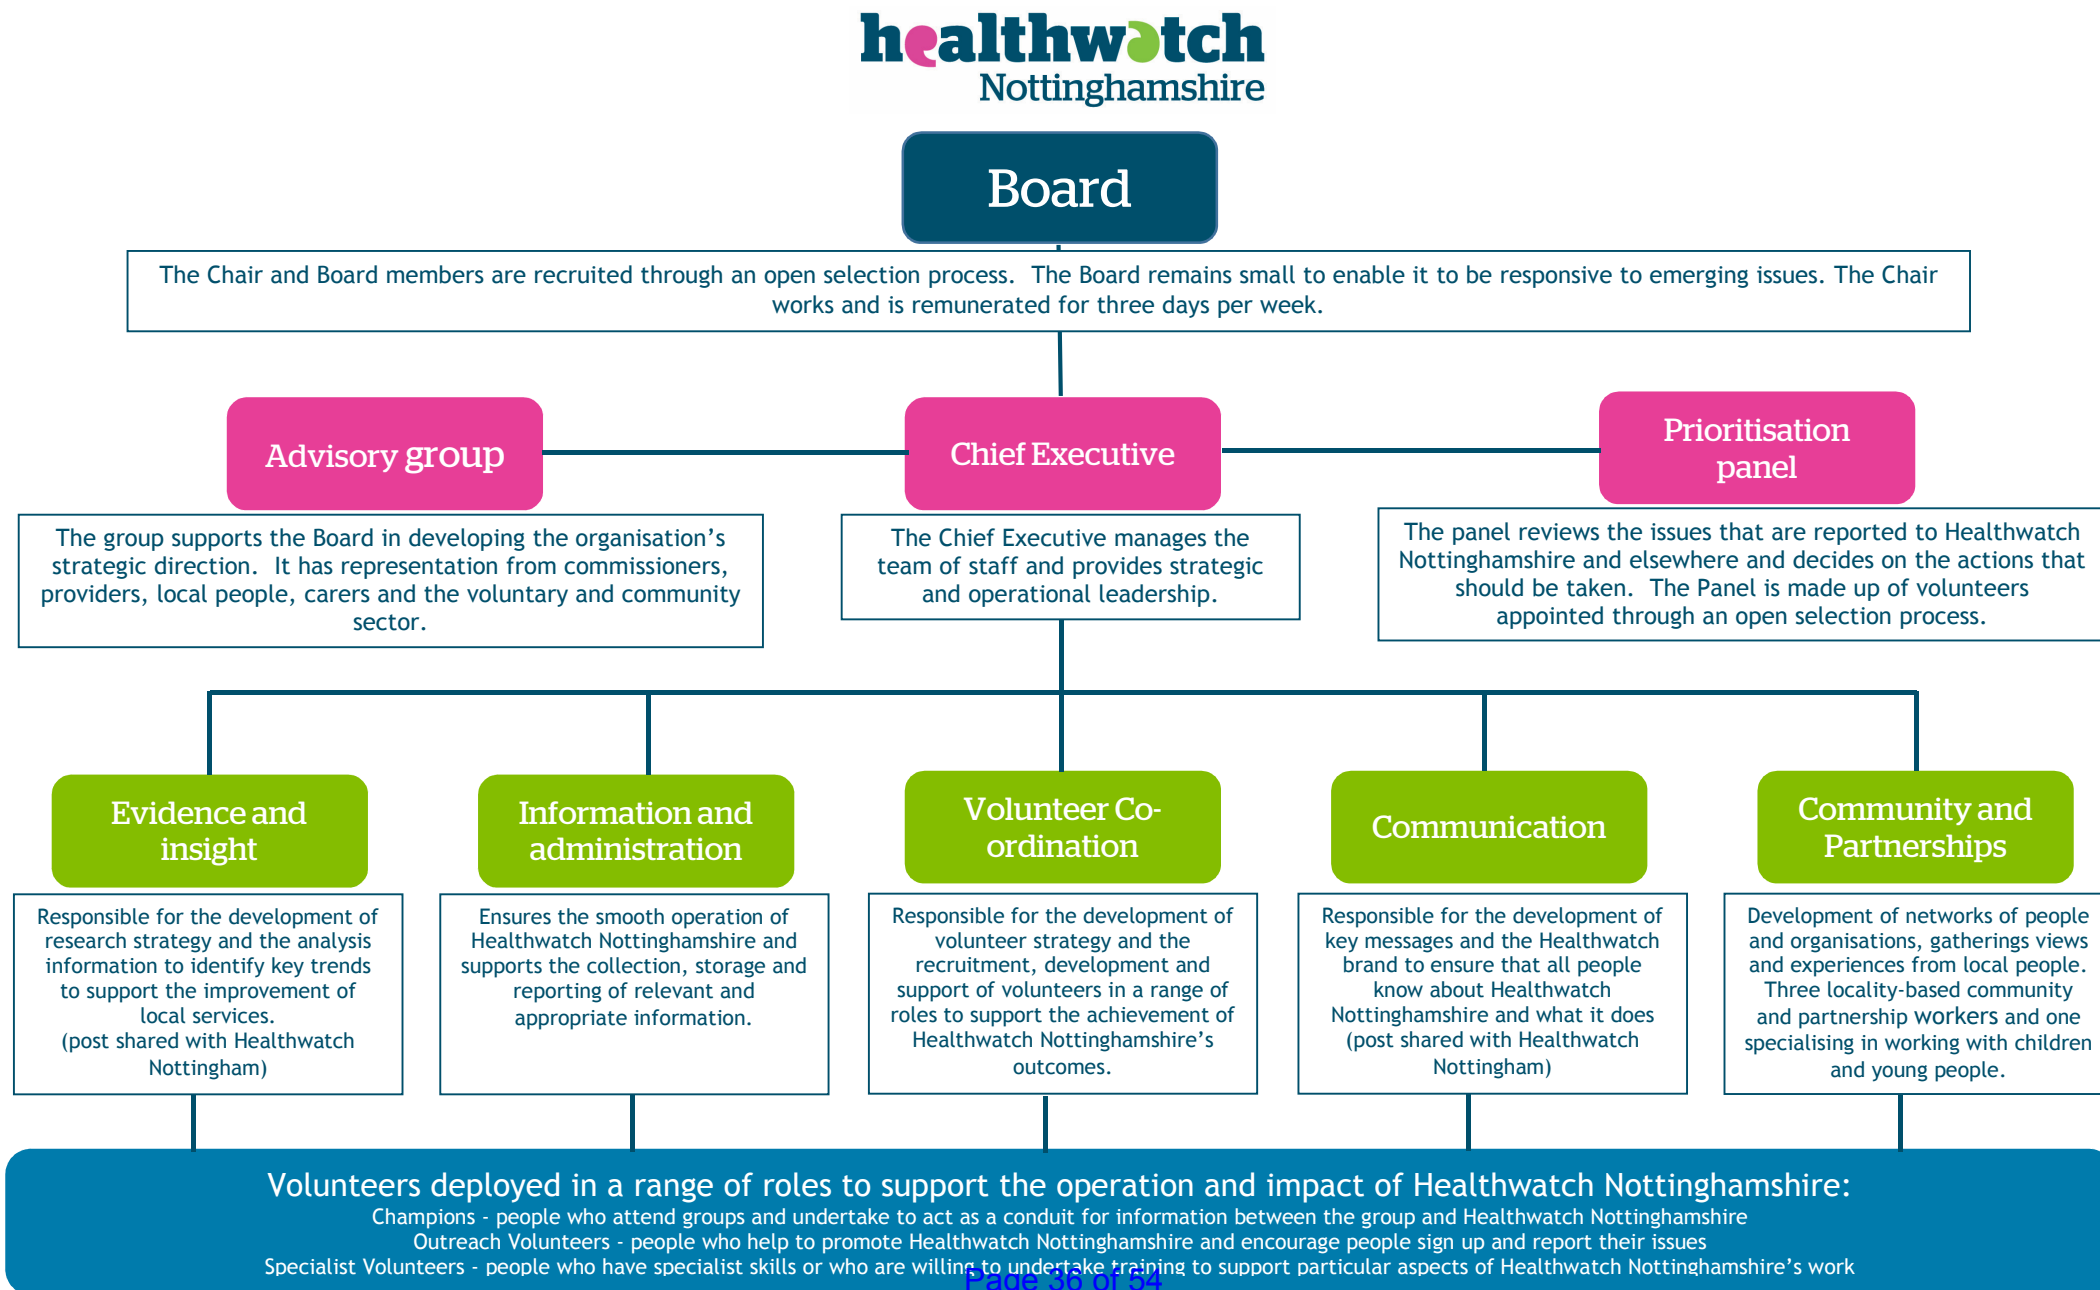 healthwatch
Nottinghamshire
Board
The Chair and Board members are recruited through an open selection process.  The Board remains small to enable it to be responsive to emerging issues. The Chair
works and is remunerated for three days per week.
Advisory group
Chief Executive
Prioritisation
panel
The group supports the Board in developing the organisation's
strategic direction.  It has representation from commissioners,
providers, local people, carers and the voluntary and community
sector.
The Chief Executive manages the
team of staff and provides strategic
and operational leadership.
The panel reviews the issues that are reported to Healthwatch
Nottinghamshire and elsewhere and decides on the actions that
should be taken.  The Panel is made up of volunteers
appointed through an open selection process.
Evidence and
insight
Information and
administration
Volunteer Co-
ordination
Communication
Community and
Partnerships
Responsible for the development of
research strategy and the analysis
information to identify key trends
to support the improvement of
local services.
(post shared with Healthwatch
Nottingham)
Ensures the smooth operation of
Healthwatch Nottinghamshire and
supports the collection, storage and
reporting of relevant and
appropriate information.
Responsible for the development of
volunteer strategy and the
recruitment, development and
support of volunteers in a range of
roles to support the achievement of
Healthwatch Nottinghamshire's
outcomes.
Responsible for the development of
key messages and the Healthwatch
brand to ensure that all people
know about Healthwatch
Nottinghamshire and what it does
(post shared with Healthwatch
Nottingham)
Development of networks of people
and organisations, gatherings views
and experiences from local people.
Three locality-based community
and partnership workers and one
specialising in working with children
and young people.
Volunteers deployed in a range of roles to support the operation and impact of Healthwatch Nottinghamshire:
Champions - people who attend groups and undertake to act as a conduit for information between the group and Healthwatch Nottinghamshire
Outreach Volunteers - people who help to promote Healthwatch Nottinghamshire and encourage people sign up and report their issues
Specialist Volunteers - people who have specialist skills or who are willing to undertake training to support particular aspects of Healthwatch Nottinghamshire's work
Page 36 of 54